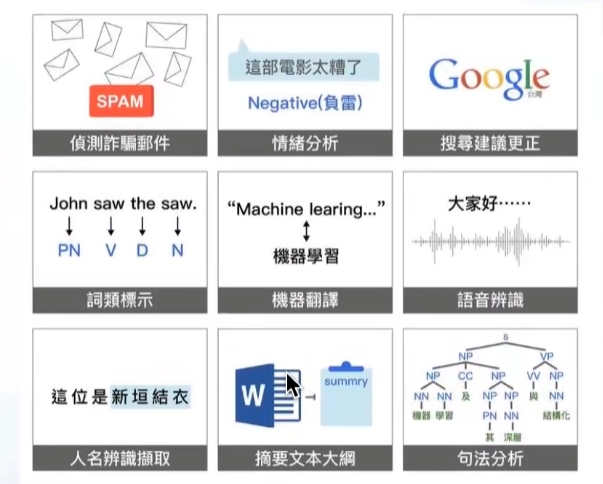 SPAM
偵測詐騙郵件
這部電影太糟了
Negative(負雷)
情緒分析
Google
台灣
搜尋建議更正
John saw the saw.
PN V D N
詞類標示
“Machine learing...”
機器學習
機器翻譯
大家好⋯⋯
語音辨識
這位是新垣結衣
人名辨識擷取
W
summry
摘要文本大綱
S
NP VP
NP CC NP VV NP
NN NN 及 NP NP 與 NN
機器 學習 PN NN 結構化
其 深層
句法分析